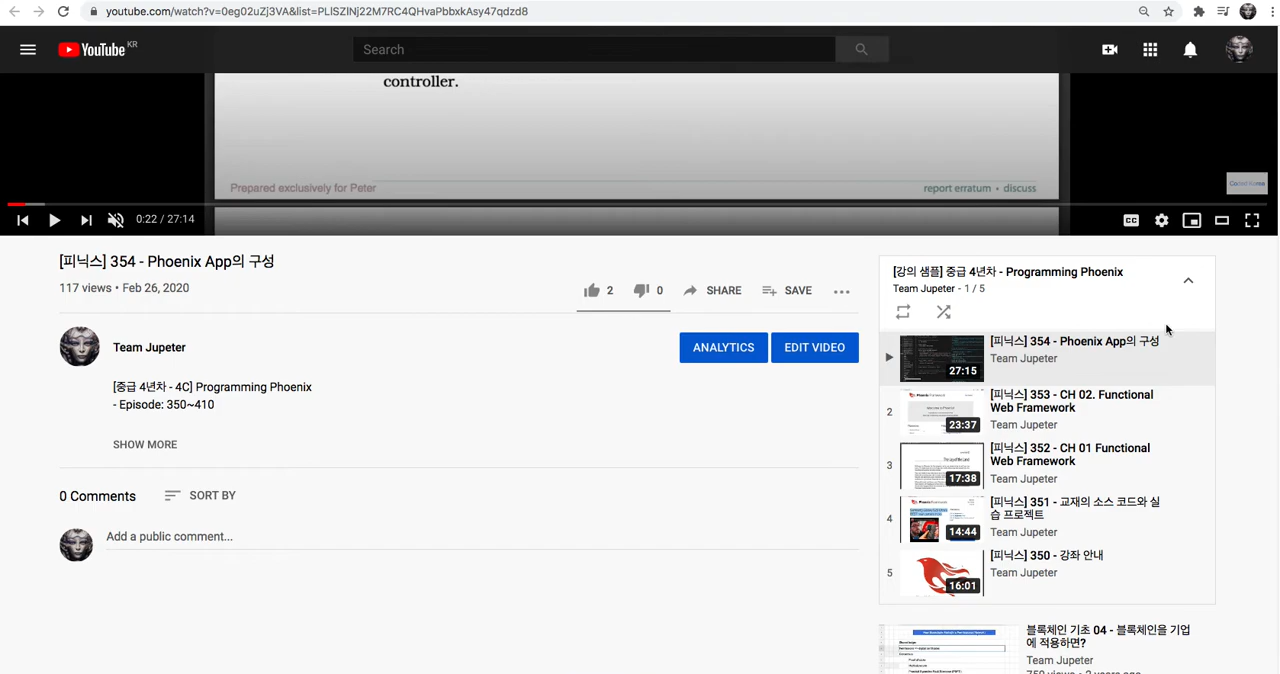 youtube.com/watch?v=0eg02uZj3VA&list=PLlSZlNj22M7RC4QHvaPbbxkAsy47qdzd8
YouTube KR
Search
controller.
Prepared exclusively for Peter
report erratum • discuss
0:22 / 27:14
CC
[피닉스] 354 - Phoenix App의 구성
117 views • Feb 26, 2020
2
0
SHARE
SAVE
Team Jupeter
ANALYTICS
EDIT VIDEO
[중급 4년차 - 4C] Programming Phoenix
- Episode: 350~410
SHOW MORE
0 Comments
SORT BY
Add a public comment...
[강의 샘플] 중급 4년차 - Programming Phoenix
Team Jupeter - 1 / 5
27:15
[피닉스] 354 - Phoenix App의 구성
Team Jupeter
2
23:37
[피닉스] 353 - CH 02. Functional
Web Framework
Team Jupeter
3
17:38
[피닉스] 352 - CH 01 Functional
Web Framework
Team Jupeter
4
14:44
[피닉스] 351 - 교재의 소스 코드와 실
습 프로젝트
Team Jupeter
5
16:01
[피닉스] 350 - 강좌 안내
Team Jupeter
블록체인 기초 04 - 블록체인을 기업
에 적용하면?
Team Jupeter